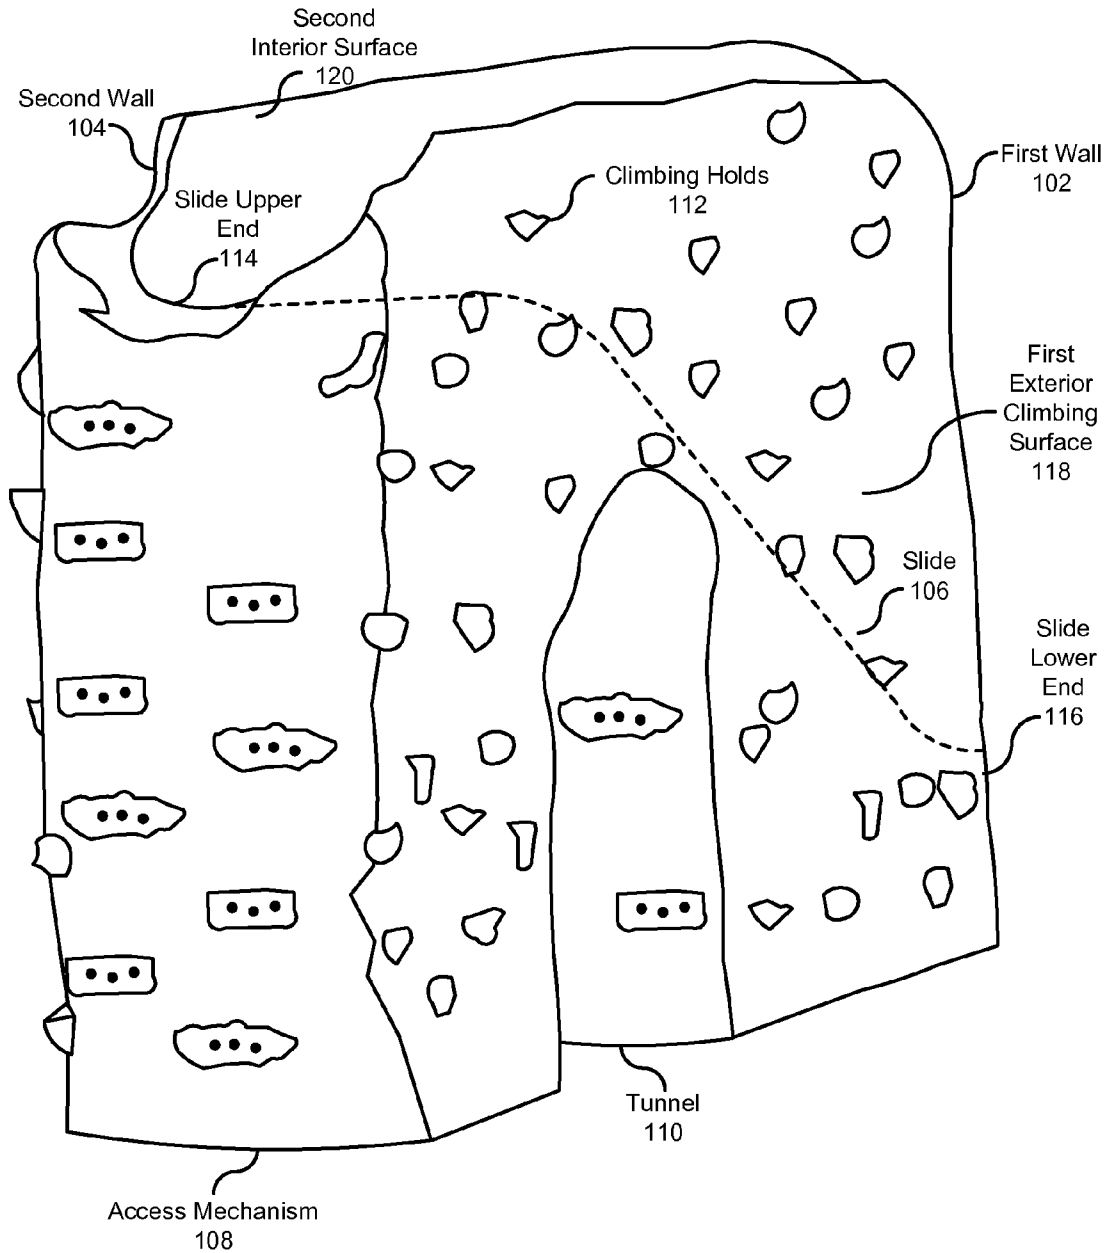 Second
Interior Surface
120
Second Wall
104
First Wall
102
Climbing Holds
112
Slide Upper
End
114
First
Exterior
Climbing
Surface
118
Slide
106
Slide
Lower
End
116
Tunnel
110
Access Mechanism
108